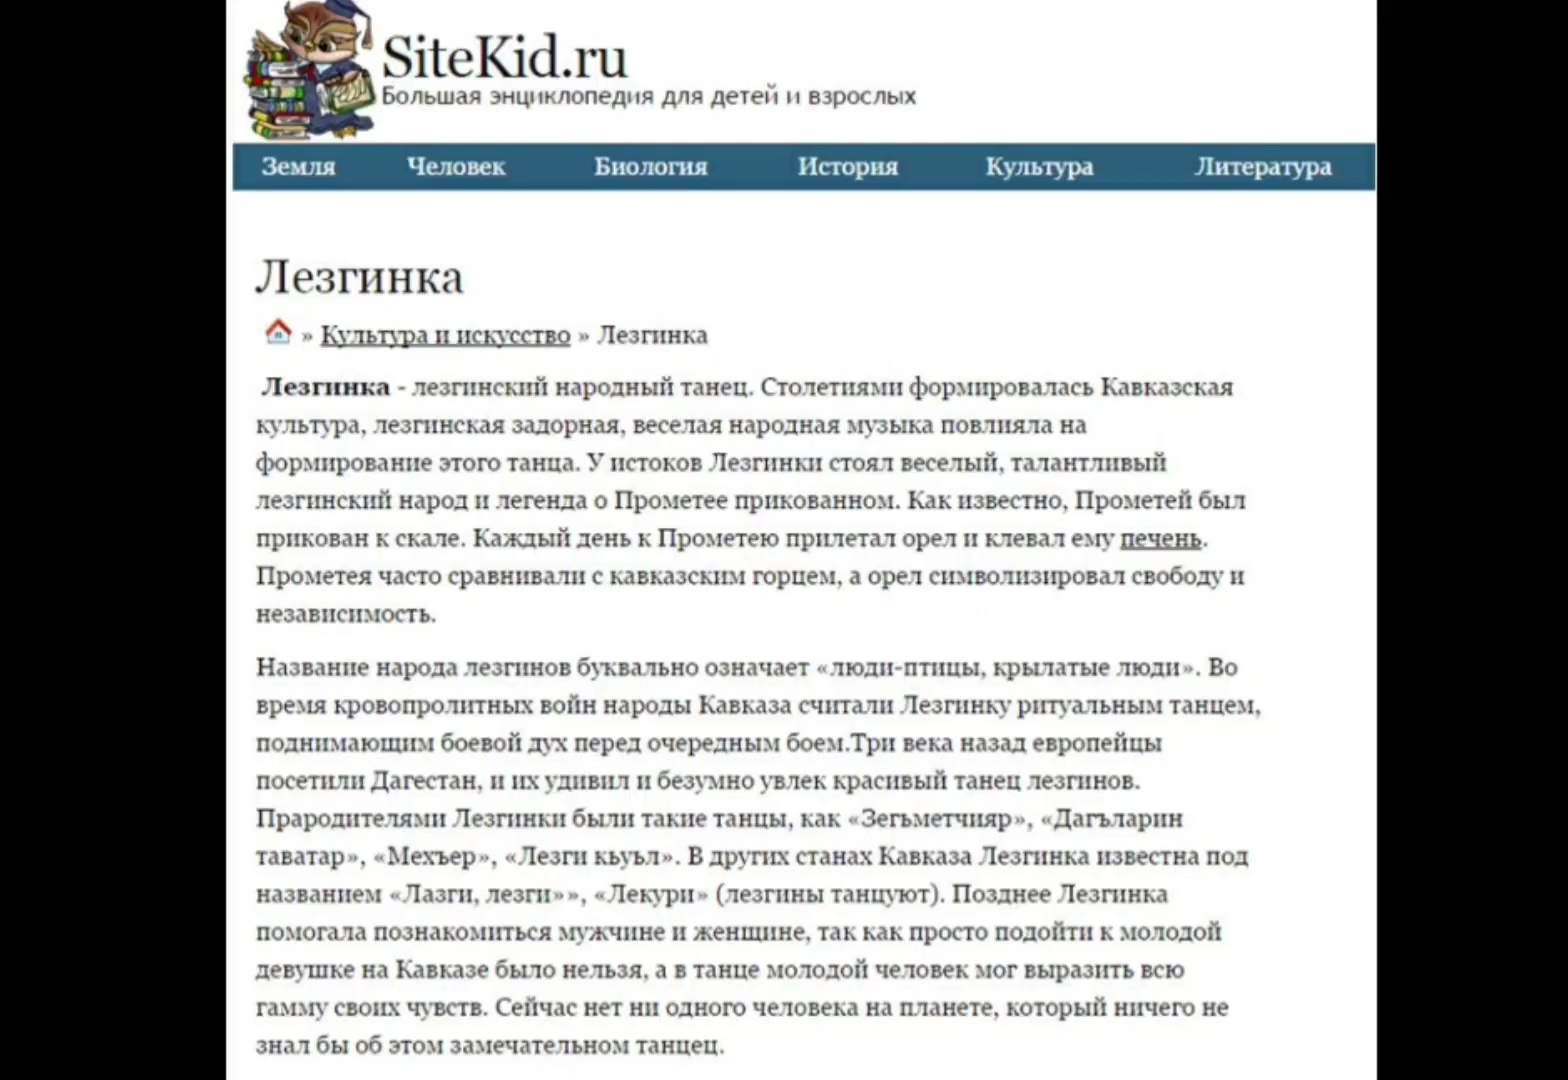 SiteKid.ru
Большая энциклопедия для детей и взрослых
Земля Человек Биология История Культура Литература
Лезгинка
» Культура и искусство » Лезгинка
Лезгинка - лезгинский народный танец. Столетиями формировалась Кавказская
культура, лезгинская задорная, веселая народная музыка повлияла на
формирование этого танца. У истоков Лезгинки стоял веселый, талантливый
лезгинский народ и легенда о Прометее прикованном. Как известно, Прометей был
прикован к скале. Каждый день к Прометею прилетал орел и клевал ему печень.
Прометея часто сравнивали с кавказским горцем, а орел символизировал свободу и
независимость.
Название народа лезгинов буквально означает «люди-птицы, крылатые люди». Во
время кровопролитных войн народы Кавказа считали Лезгинку ритуальным танцем,
поднимающим боевой дух перед очередным боем.Три века назад европейцы
посетили Дагестан, и их удивил и безумно увлек красивый танец лезгинов.
Прародителями Лезгинки были такие танцы, как «Зегьметчияр», «Дагъларин
таватар», «Мехъер», «Лезги кьуьл». В других станах Кавказа Лезгинка известна под
названием «Лазги, лезги»», «Лекури» (лезгины танцуют). Позднее Лезгинка
помогала познакомиться мужчине и женщине, так как просто подойти к молодой
девушке на Кавказе было нельзя, а в танце молодой человек мог выразить всю
гамму своих чувств. Сейчас нет ни одного человека на планете, который ничего не
знал бы об этом замечательном танцец.